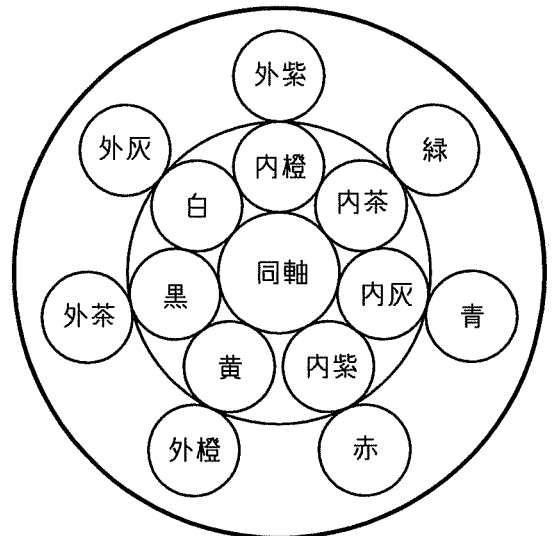 外紫
外灰
緑
内橙
白
内茶
同軸
黒
内灰
外茶
青
黄
内紫
外橙
赤